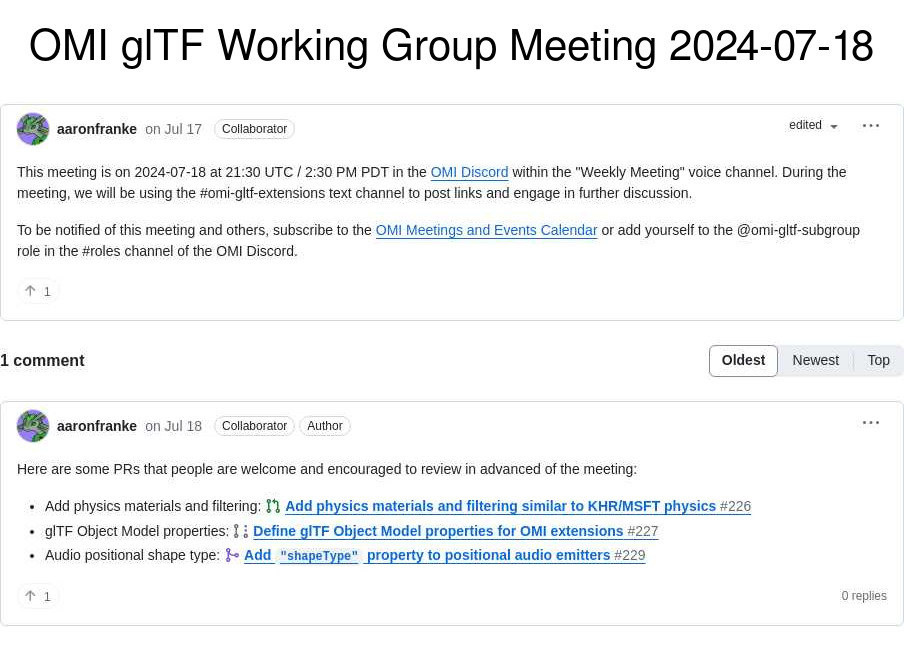 OMI glTF Working Group Meeting 2024-07-18
aaronfranke on Jul 17 Collaborator edited
This meeting is on 2024-07-18 at 21:30 UTC / 2:30 PM PDT in the OMI Discord within the "Weekly Meeting" voice channel. During the
meeting, we will be using the #omi-gltf-extensions text channel to post links and engage in further discussion.
To be notified of this meeting and others, subscribe to the OMI Meetings and Events Calendar or add yourself to the @omi-gltf-subgroup
role in the #roles channel of the OMI Discord.
1
1 comment Oldest Newest Top
aaronfranke on Jul 18 Collaborator Author
Here are some PRs that people are welcome and encouraged to review in advanced of the meeting:
• Add physics materials and filtering: Add physics materials and filtering similar to KHR/MSFT physics #226
• glTF Object Model properties: Define glTF Object Model properties for OMI extensions #227
• Audio positional shape type: Add "shapeType" property to positional audio emitters #229
1 0 replies